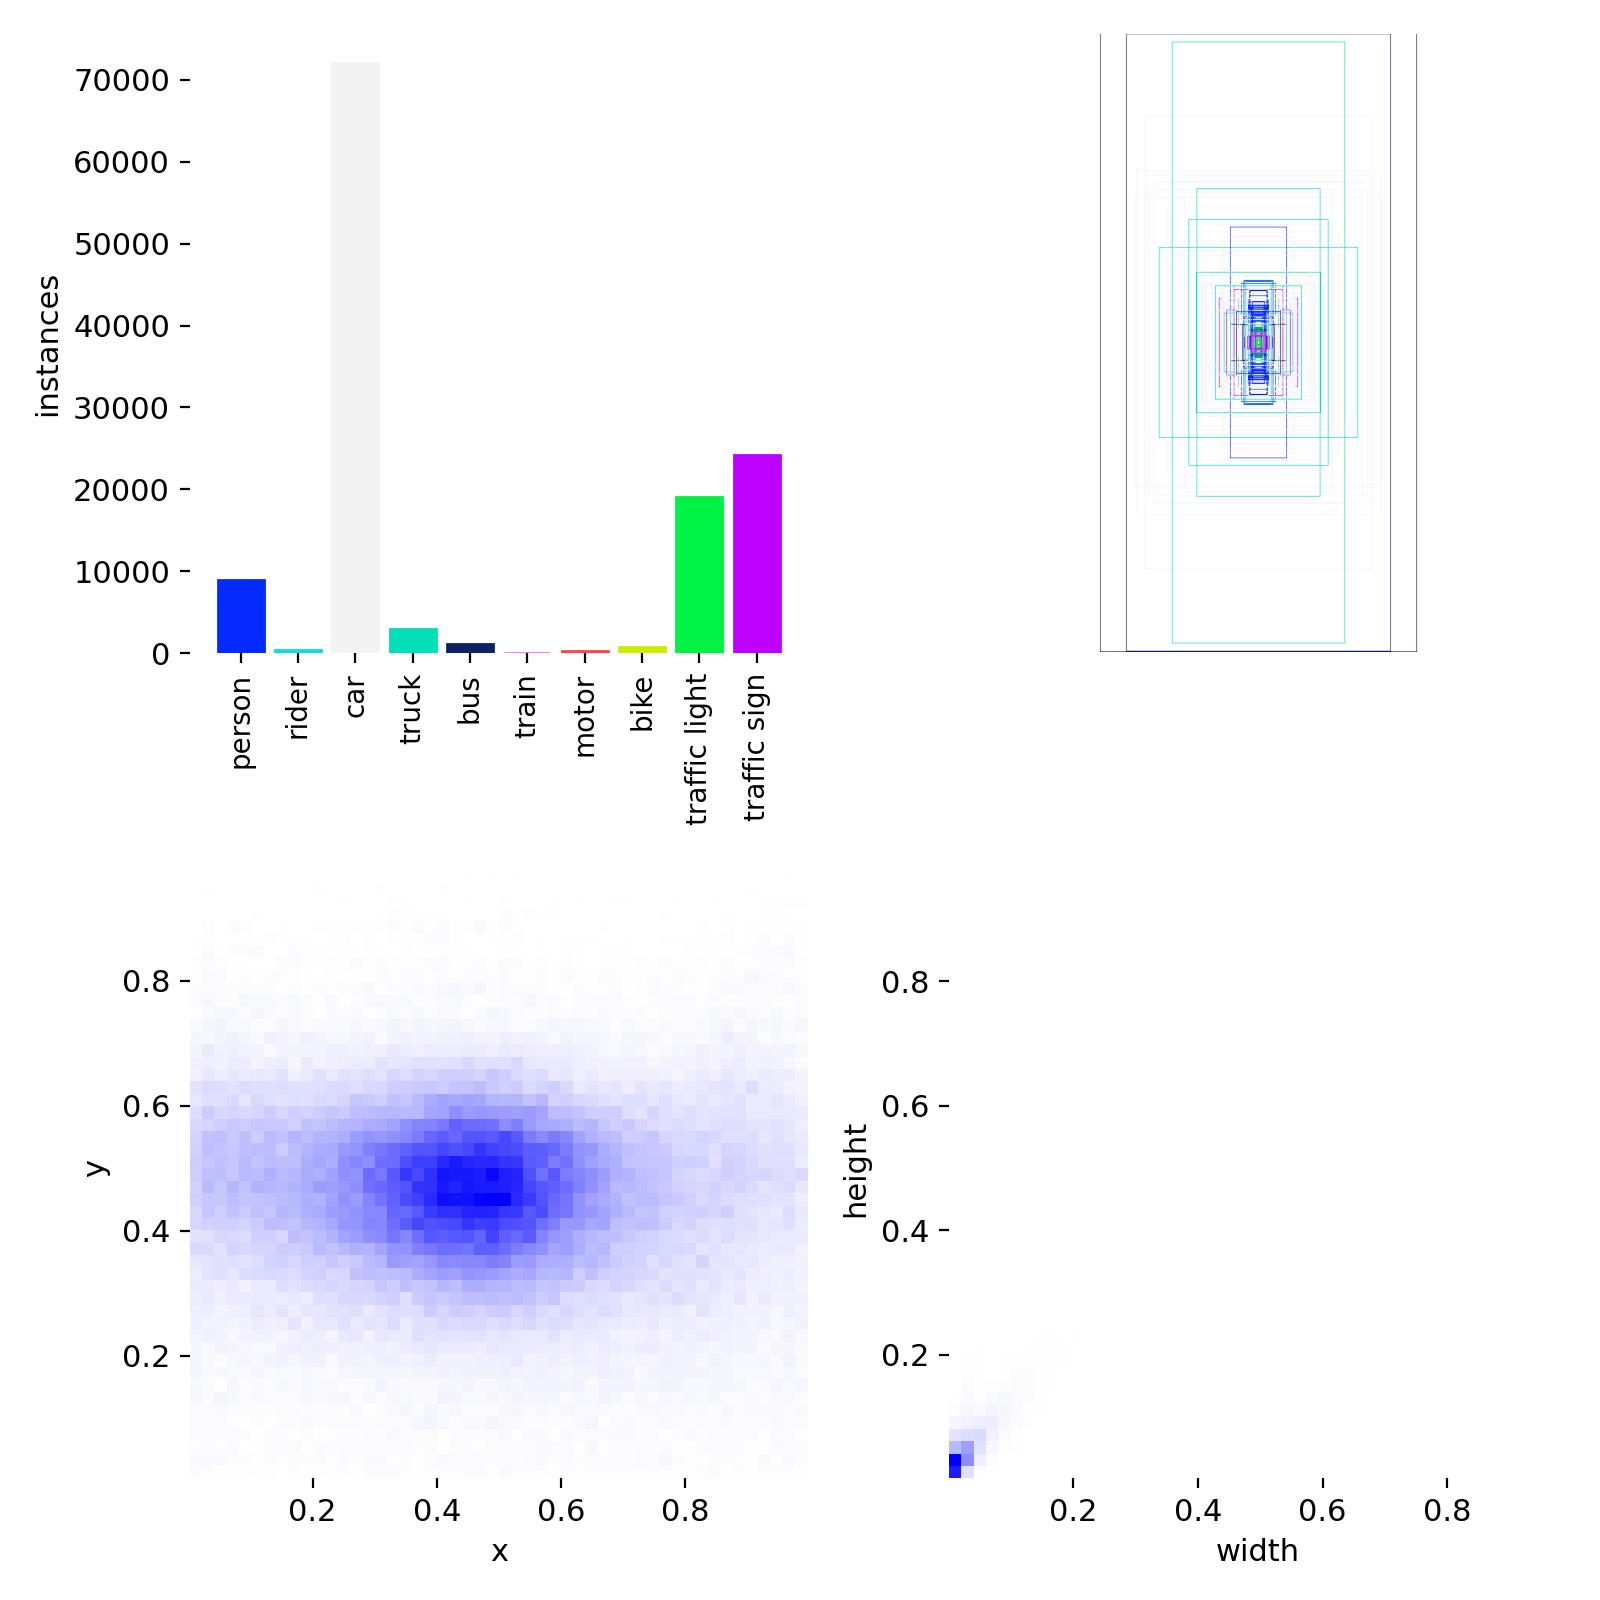 70000
60000
50000
40000
30000
20000
10000
0
instances
person
rider
car
truck
bus
train
motor
bike
traffic light
traffic sign
0.8
0.6
0.4
0.2
y
0.2 0.4 0.6 0.8
x
0.8
0.6
0.4
0.2
height
0.2 0.4 0.6 0.8
width